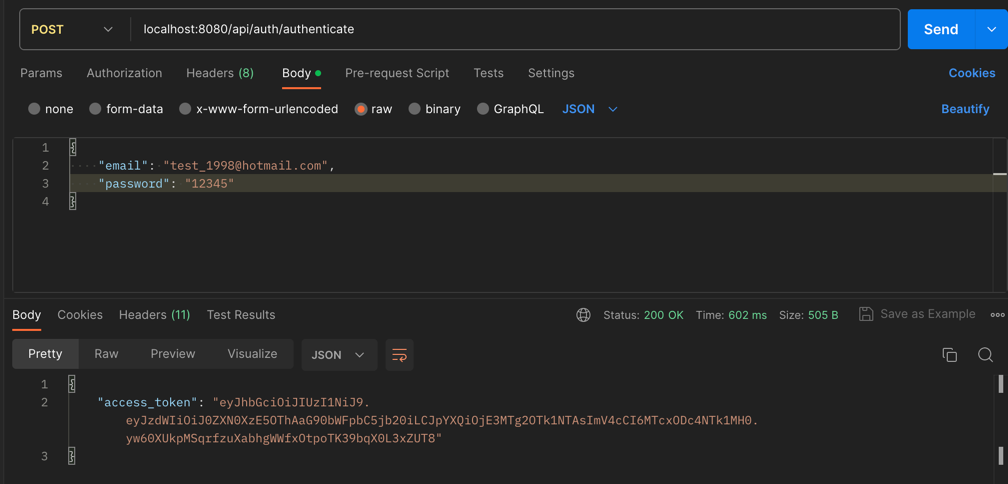 POST localhost:8080/api/auth/authenticate Send
Params Authorization Headers (8) Body Pre-request Script Tests Settings Cookies
none form-data x-www-form-urlencoded raw binary GraphQL JSON Beautify
1 {
2 "email": "test_1998@hotmail.com",
3 "password": "12345"
4 }
Body Cookies Headers (11) Test Results Status: 200 OK Time: 602 ms Size: 505 B Save as Example
Pretty Raw Preview Visualize JSON
1 {
2 "access_token": "eyJhbGciOiJIUzI1NiJ9.
eyJzdWIiOiJ0ZXN0XzE5OThAaG90bWFpbC5jb20iLCJpYXQiOjE3MTg2OTk1NTAsImV4cCI6MTcxODc4NTk1MH0.
yw60XUkpMSqrfzuXabhgWWfxOtpoTK39bqX0L3xZUT8"
3 }